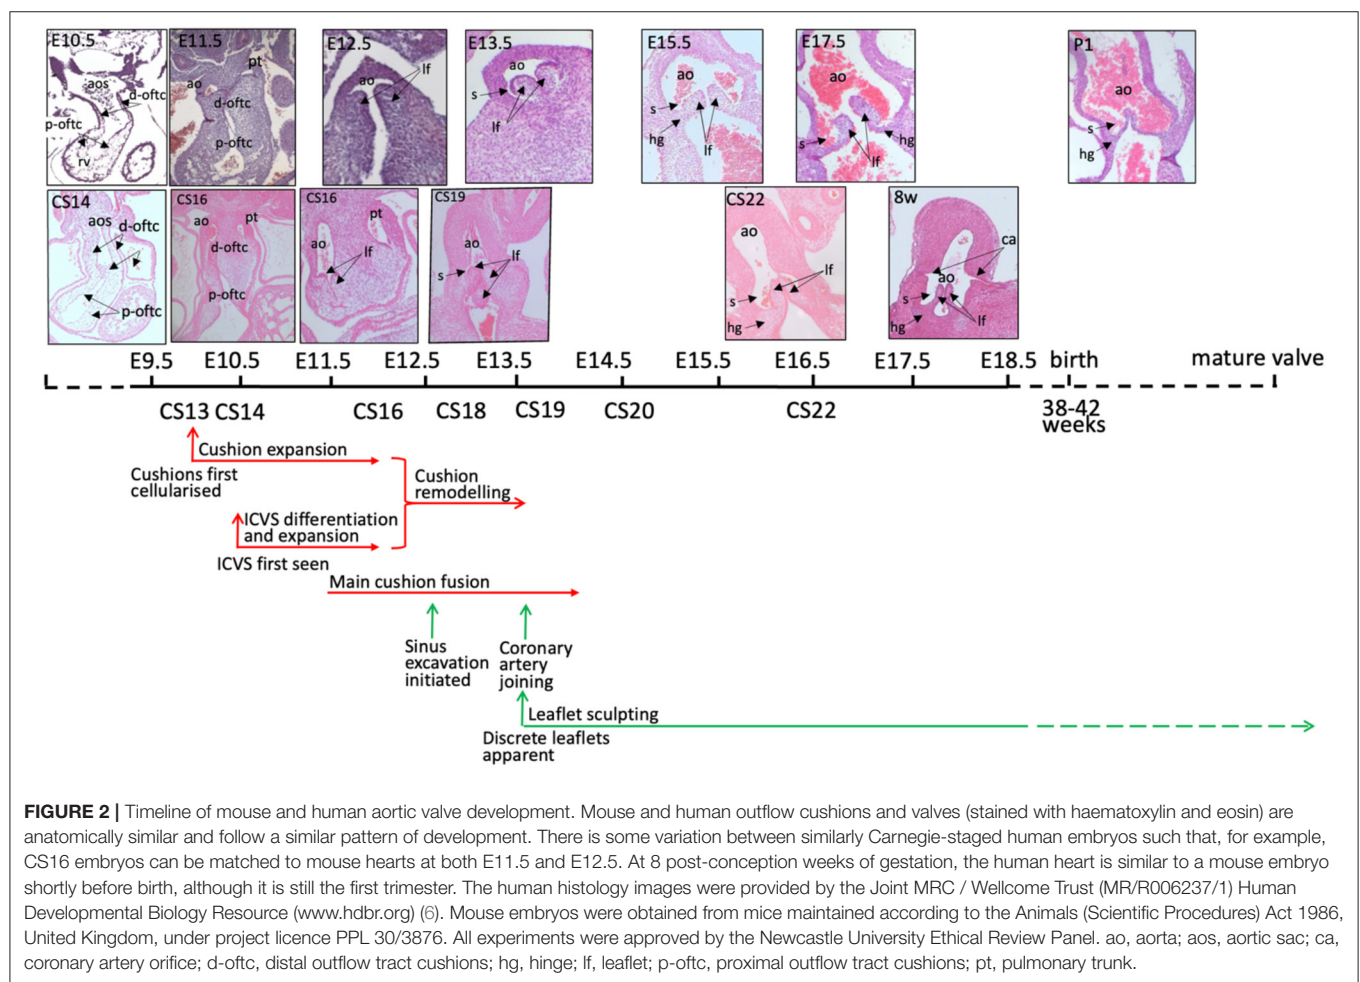 E10.5
aos
d-oftc
p-oftc
rv
E11.5
pt
ao
d-oftc
p-oftc
E12.5
ao
lf
E13.5
ao
s
lf
E15.5
ao
s
hg
lf
E17.5
ao
s
hg
lf
P1
ao
s
hg
CS14
aos
d-oftc
p-oftc
CS16
ao
pt
d-oftc
p-oftc
CS16
pt
ao
lf
CS19
ao
lf
s
CS22
ao
lf
s
hg
8w
ca
ao
s
hg
lf
E9.5 E10.5 E11.5 E12.5 E13.5 E14.5 E15.5 E16.5 E17.5 E18.5 birth mature valve
CS13 CS14 CS16 CS18 CS19 CS20 CS22 38-42
weeks
Cushion expansion
Cushions first
cellularised
Cushion
remodelling
ICVS differentiation
and expansion
ICVS first seen
Main cushion fusion
Sinus
excavation
initiated
Coronary
artery
joining
Leaflet sculpting
Discrete leaflets
apparent
FIGURE 2 | Timeline of mouse and human aortic valve development. Mouse and human outflow cushions and valves (stained with haematoxylin and eosin) are
anatomically similar and follow a similar pattern of development. There is some variation between similarly Carnegie-staged human embryos such that, for example,
CS16 embryos can be matched to mouse hearts at both E11.5 and E12.5. At 8 post-conception weeks of gestation, the human heart is similar to a mouse embryo
shortly before birth, although it is still the first trimester. The human histology images were provided by the Joint MRC / Wellcome Trust (MR/R006237/1) Human
Developmental Biology Resource (www.hdbr.org) (6). Mouse embryos were obtained from mice maintained according to the Animals (Scientific Procedures) Act 1986,
United Kingdom, under project licence PPL 30/3876. All experiments were approved by the Newcastle University Ethical Review Panel. ao, aorta; aos, aortic sac; ca,
coronary artery orifice; d-oftc, distal outflow tract cushions; hg, hinge; lf, leaflet; p-oftc, proximal outflow tract cushions; pt, pulmonary trunk.